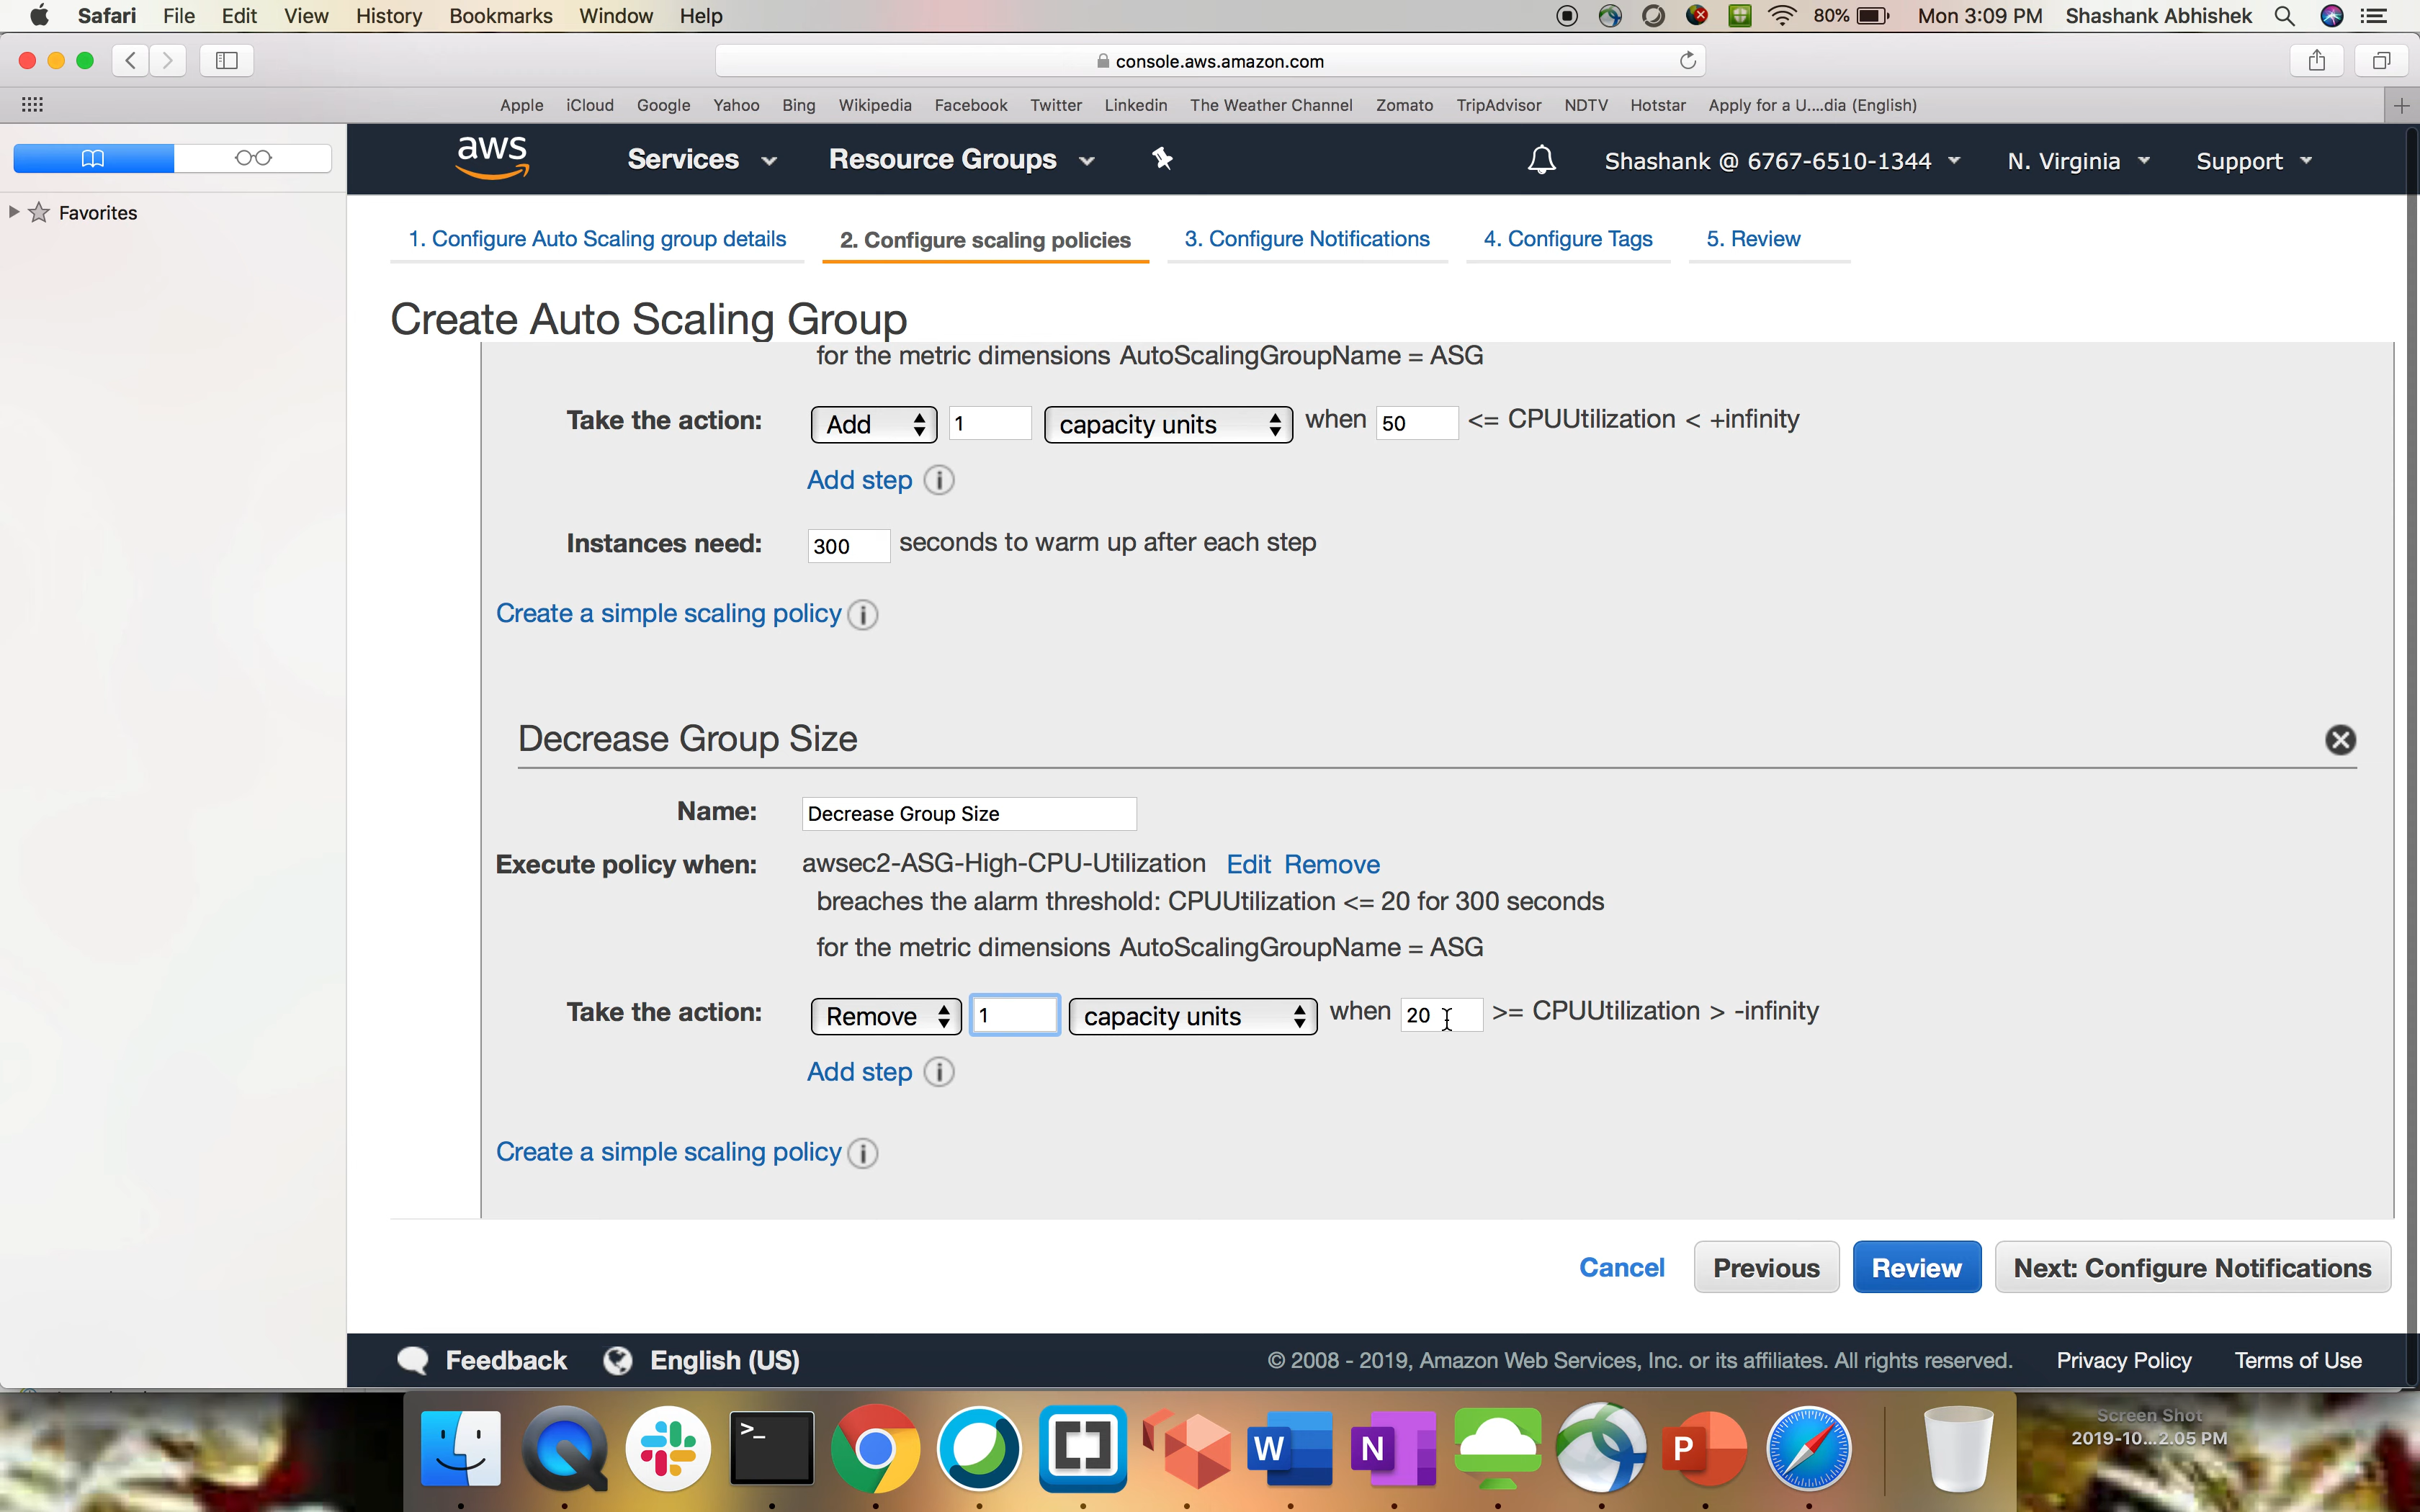 Safari File Edit View History Bookmarks Window Help 80% Mon 3:09 PM Shashank Abhishek
console.aws.amazon.com
Apple iCloud Google Yahoo Bing Wikipedia Facebook Twitter Linkedin The Weather Channel Zomato TripAdvisor NDTV Hotstar Apply for a U....dia (English)
aws Services Resource Groups Shashank @ 6767-6510-1344 N. Virginia Support
Favorites
1. Configure Auto Scaling group details 2. Configure scaling policies 3. Configure Notifications 4. Configure Tags 5. Review
Create Auto Scaling Group
for the metric dimensions AutoScalingGroupName = ASG
Take the action: Add 1 capacity units when 50 <= CPUUtilization < +infinity
Add step i
Instances need: 300 seconds to warm up after each step
Create a simple scaling policy i
Decrease Group Size
Name: Decrease Group Size
Execute policy when: awsec2-ASG-High-CPU-Utilization Edit Remove
breaches the alarm threshold: CPUUtilization <= 20 for 300 seconds
for the metric dimensions AutoScalingGroupName = ASG
Take the action: Remove 1 capacity units when 20 >= CPUUtilization > -infinity
Add step i
Create a simple scaling policy i
Cancel Previous Review Next: Configure Notifications
Feedback English (US) © 2008 - 2019, Amazon Web Services, Inc. or its affiliates. All rights reserved. Privacy Policy Terms of Use
>_ W N P
Screen Shot
2019-10...2.05 PM